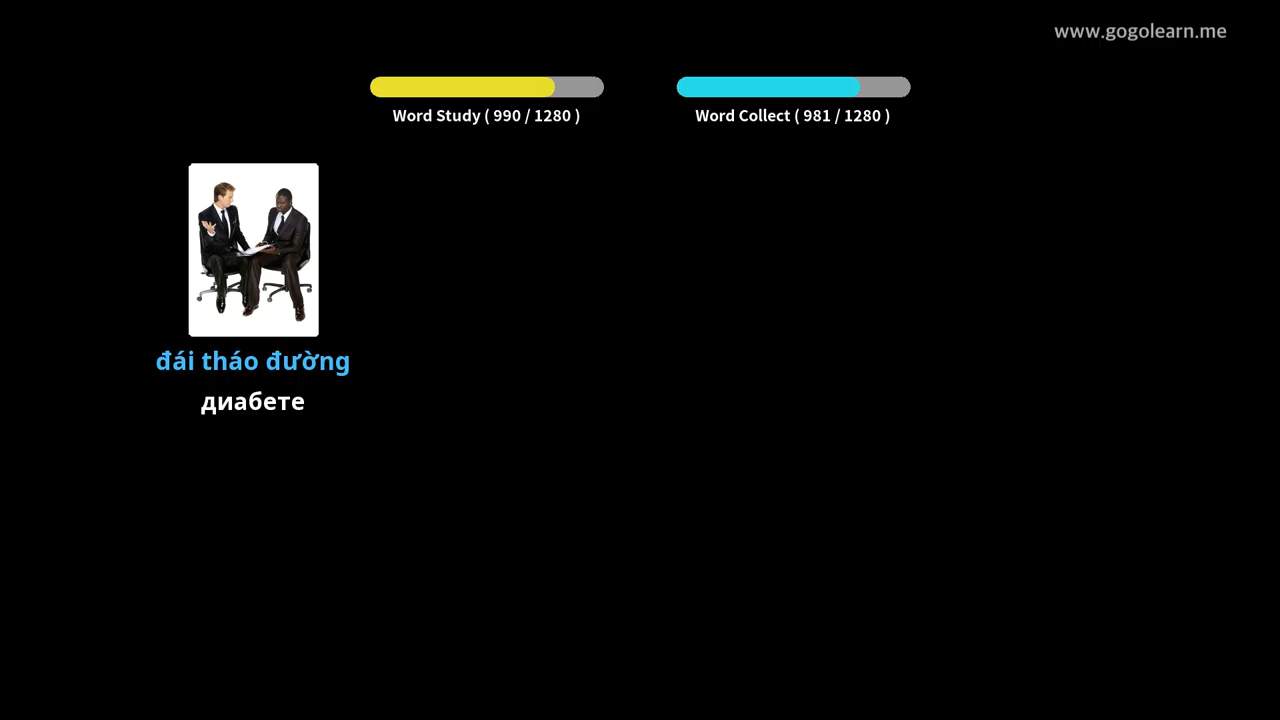 www.gogolearn.me
Word Study ( 990 / 1280 )
Word Collect ( 981 / 1280 )
đái tháo đường
диабете